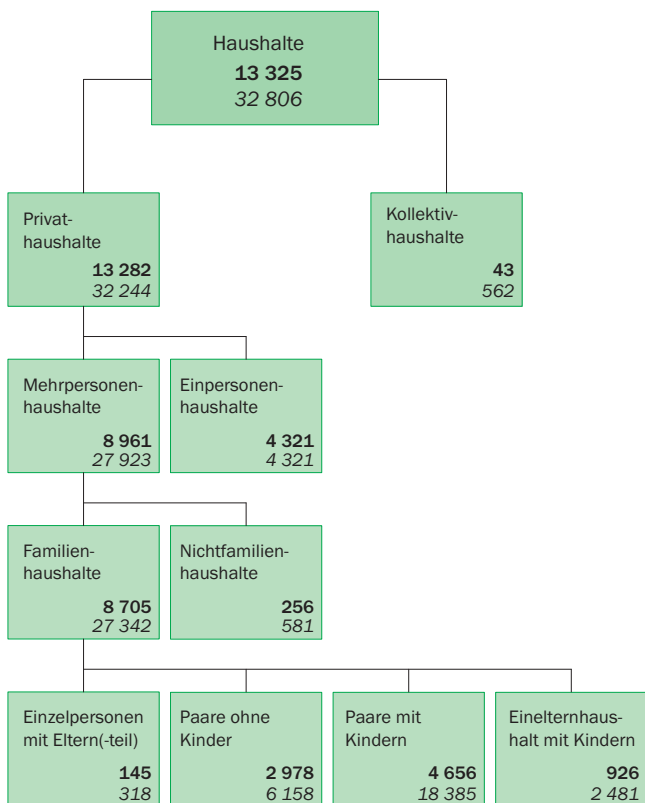 Haushalte
13 325
32 806
Privat-
haushalte
13 282
32 244
Kollektiv-
haushalte
43
562
Mehrpersonen-
haushalte
8 961
27 923
Einpersonen-
haushalte
4 321
4 321
Familien-
haushalte
8 705
27 342
Nichtfamilien-
haushalte
256
581
Einzelpersonen
mit Eltern(-teil)
145
318
Paare ohne
Kinder
2 978
6 158
Paare mit
Kindern
4 656
18 385
Einelternhaus-
halt mit Kindern
926
2 481